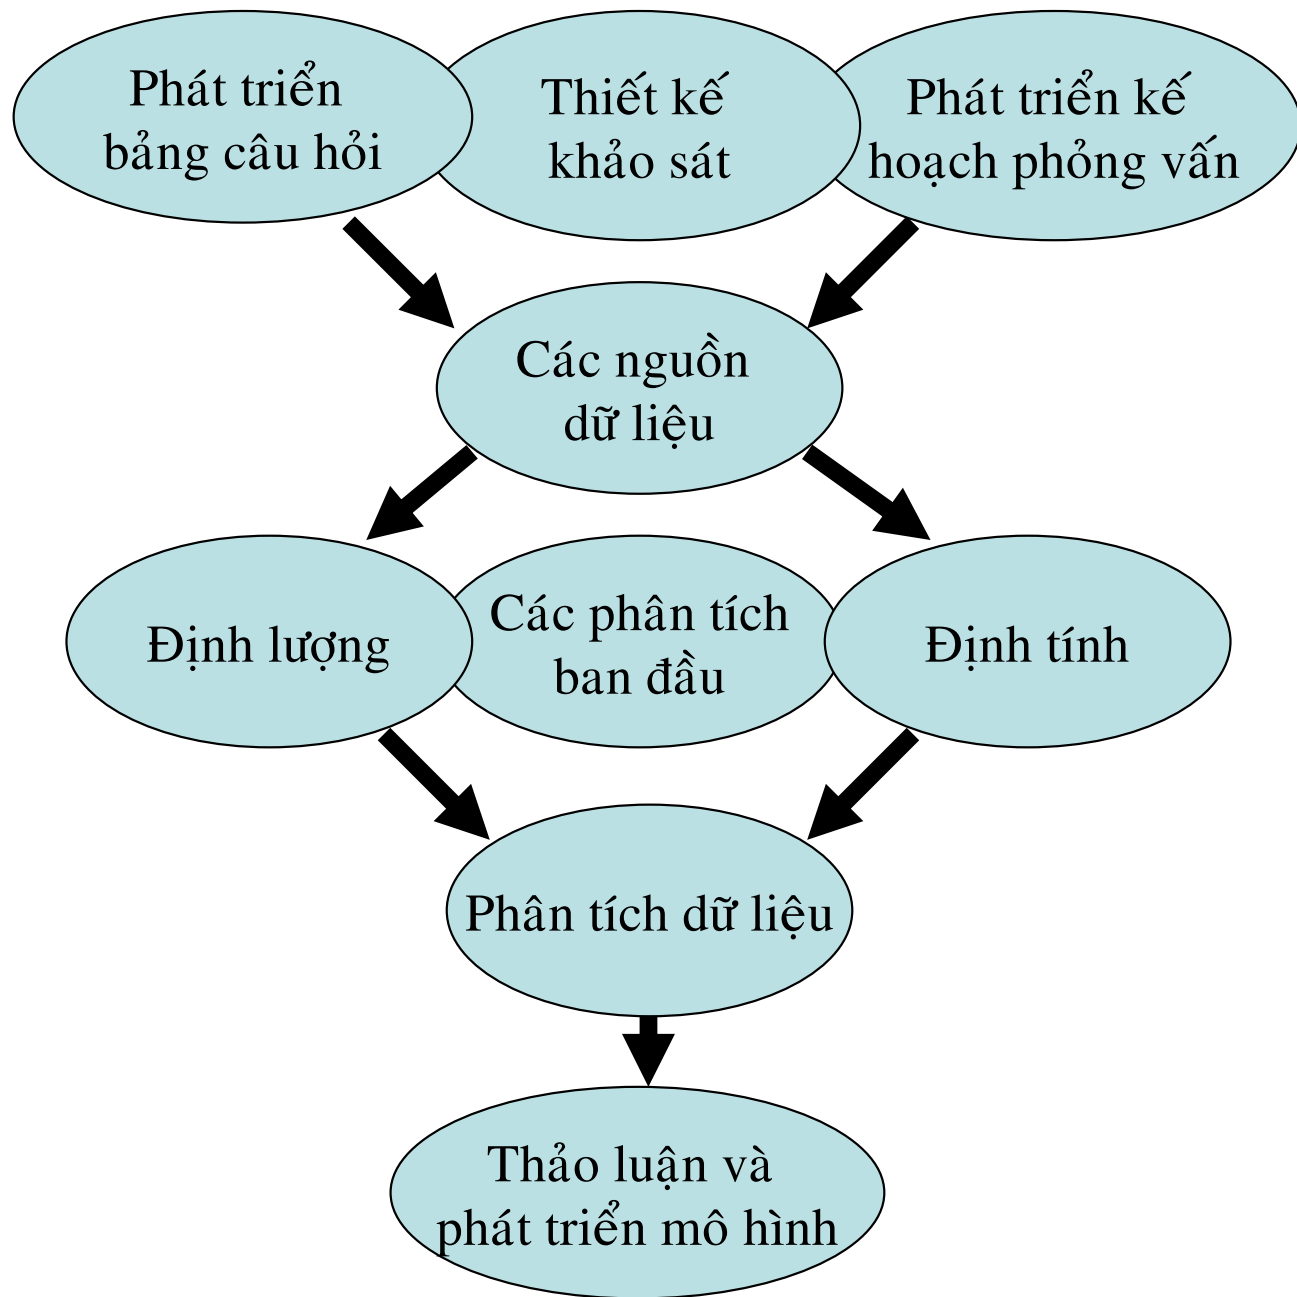 Phát triển
bảng câu hỏi
Thiết kế
khảo sát
Phát triển kế
hoạch phỏng vấn
Các nguồn
dữ liệu
Định lượng
Các phân tích
ban đầu
Định tính
Phân tích dữ liệu
Thảo luận và
phát triển mô hình